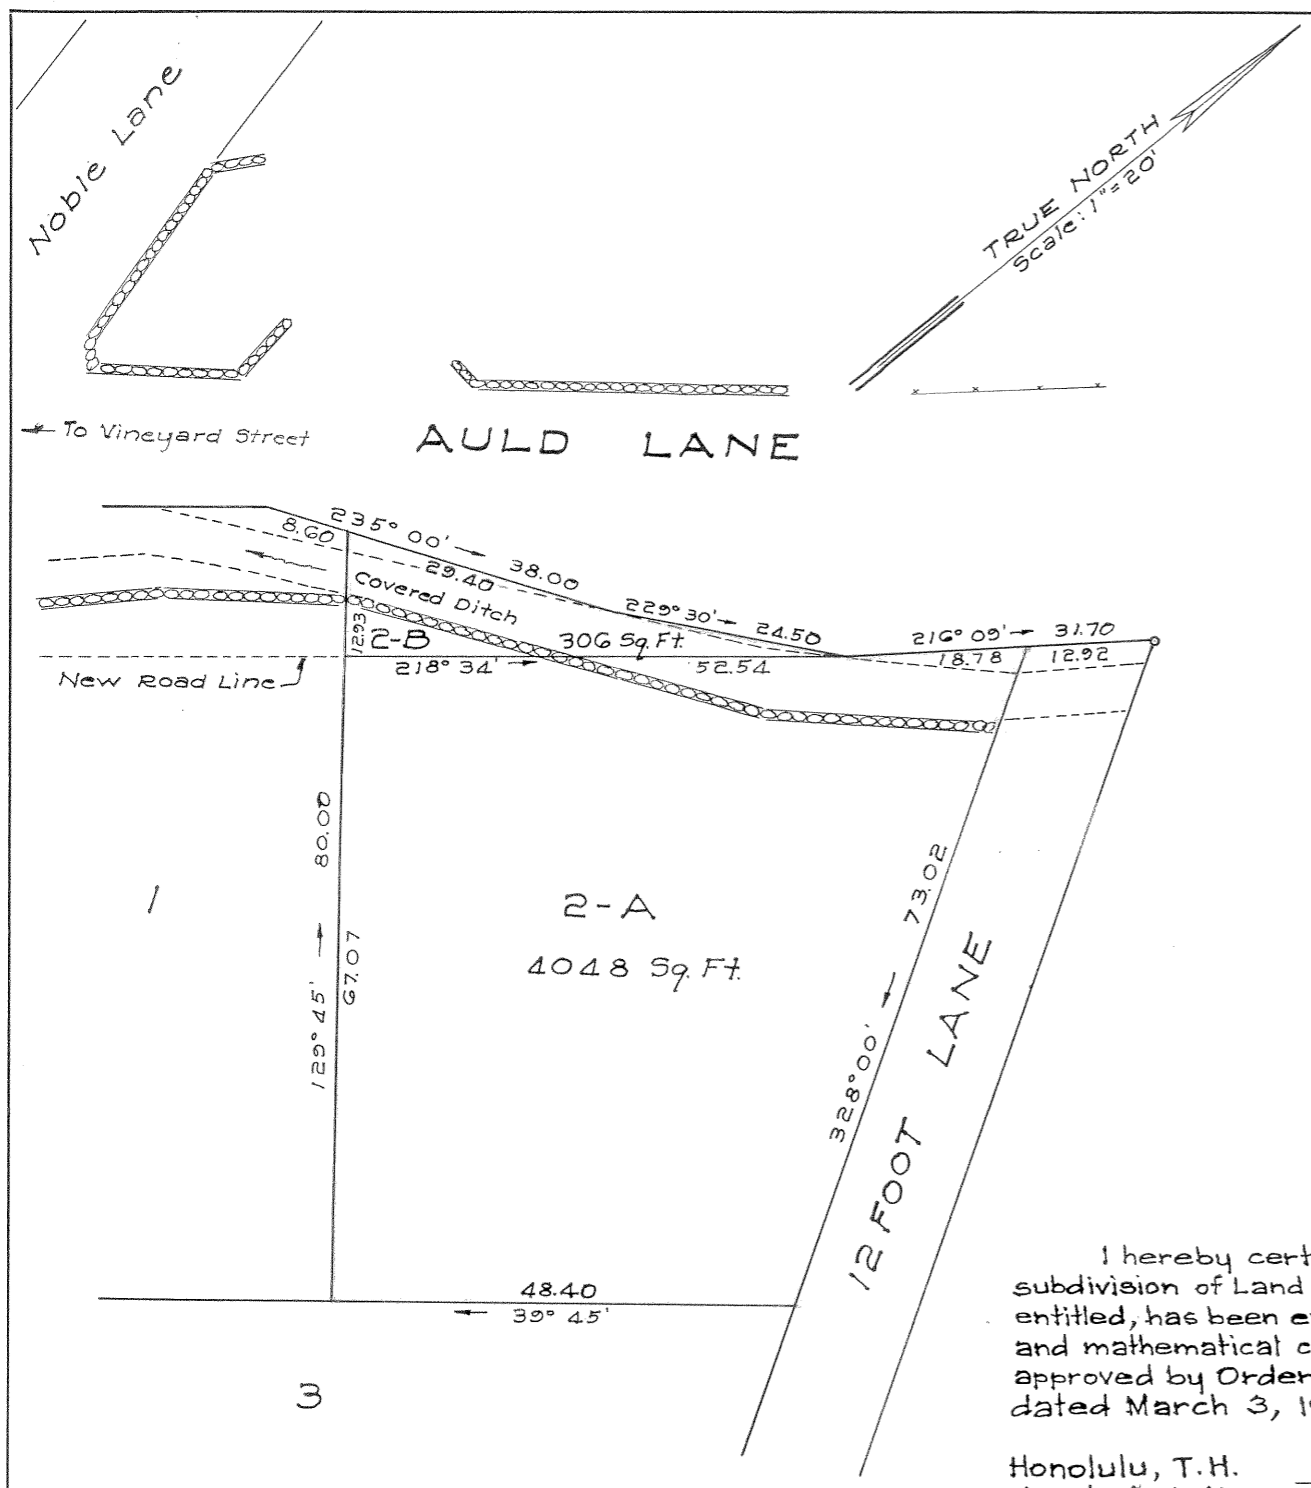 Noble Lane
TRUE NORTH
Scale: 1"=20'
To Vineyard Street
AULD LANE
235° 00'
8.60
38.00
29.40
Covered Ditch
229° 30'
24.50
216° 09'
31.70
12.93
2-B
306 Sq. Ft.
18.78
12.92
218° 34'
52.54
New Road Line
80.00
73.02
1
2-A
4048 Sq. Ft.
129° 45'
67.07
328° 00'
12 FOOT LANE
48.40
39° 45'
3
I hereby cert
subdivision of Land
entitled, has been e
and mathematical c
approved by Order
dated March 3, 1
Honolulu, T.H.